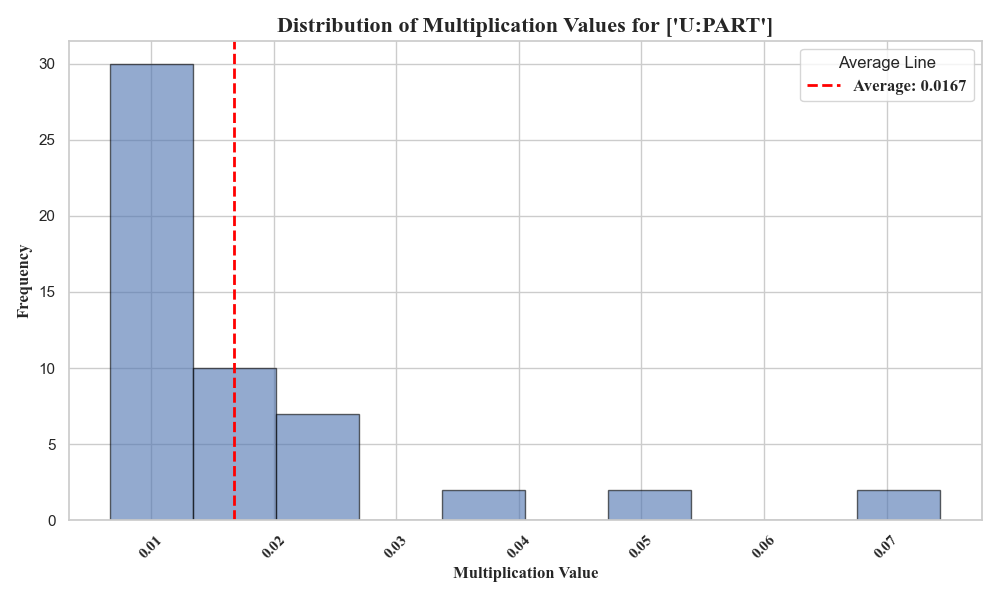 Distribution of Multiplication Values for ['U:PART']
Average Line
Average: 0.0167
30
25
20
15
10
5
0
Frequency
0.01
0.02
0.03
0.04
0.05
0.06
0.07
Multiplication Value